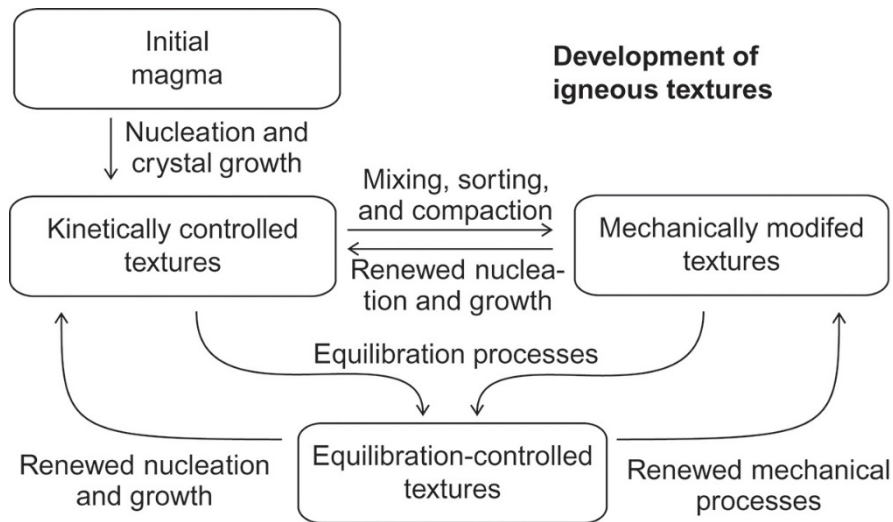 Initial
magma
Development of
igneous textures
Nucleation and
crystal growth
Mixing, sorting,
and compaction
Kinetically controlled
textures
Mechanically modifed
textures
Renewed nuclea-
tion and growth
Equilibration processes
Equilibration-controlled
textures
Renewed nucleation
and growth
Renewed mechanical
processes